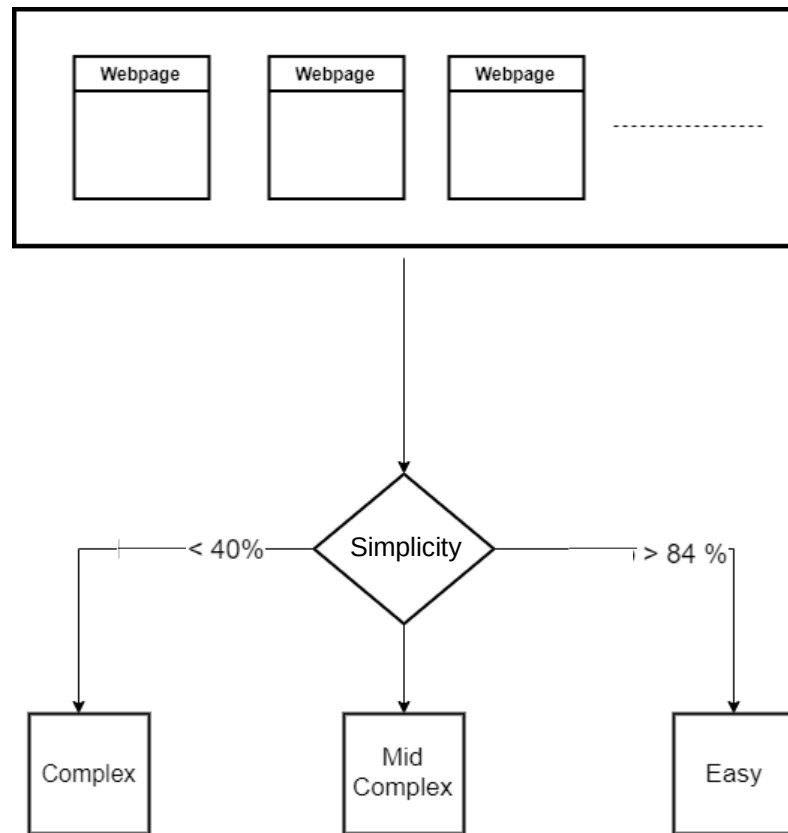 Webpage
Webpage
Webpage
Simplicity
< 40%
> 84 %
Complex
Mid
Complex
Easy